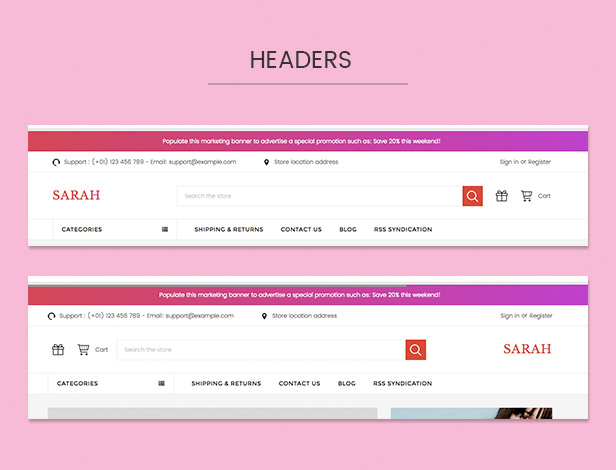 HEADERS
Populate this marketing banner to advertise a special promotion such as: Save 20% this weekend!
Support : (+01) 123 456 789 - Email: support@example.com Store location address Sign in or Register
SARAH Search the store Cart
CATEGORIES SHIPPING & RETURNS CONTACT US BLOG RSS SYNDICATION
Populate this marketing banner to advertise a special promotion such as: Save 20% this weekend!
Support : (+01) 123 456 789 - Email: support@example.com Store location address Sign in or Register
Cart Search the store SARAH
CATEGORIES SHIPPING & RETURNS CONTACT US BLOG RSS SYNDICATION